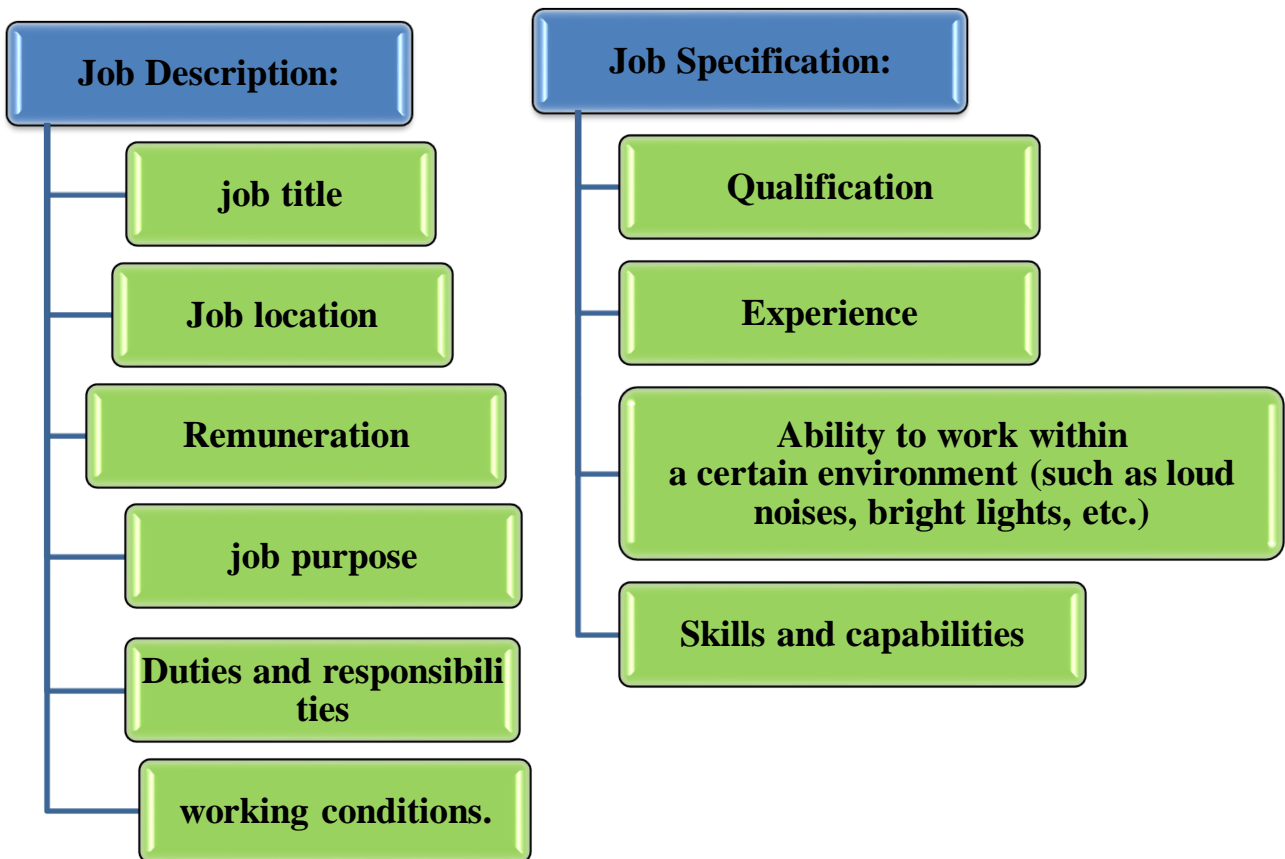 Job Description:
job title
Job location
Remuneration
job purpose
Duties and responsibili
ties
working conditions.
Job Specification:
Qualification
Experience
Ability to work within
a certain environment (such as loud
noises, bright lights, etc.)
Skills and capabilities